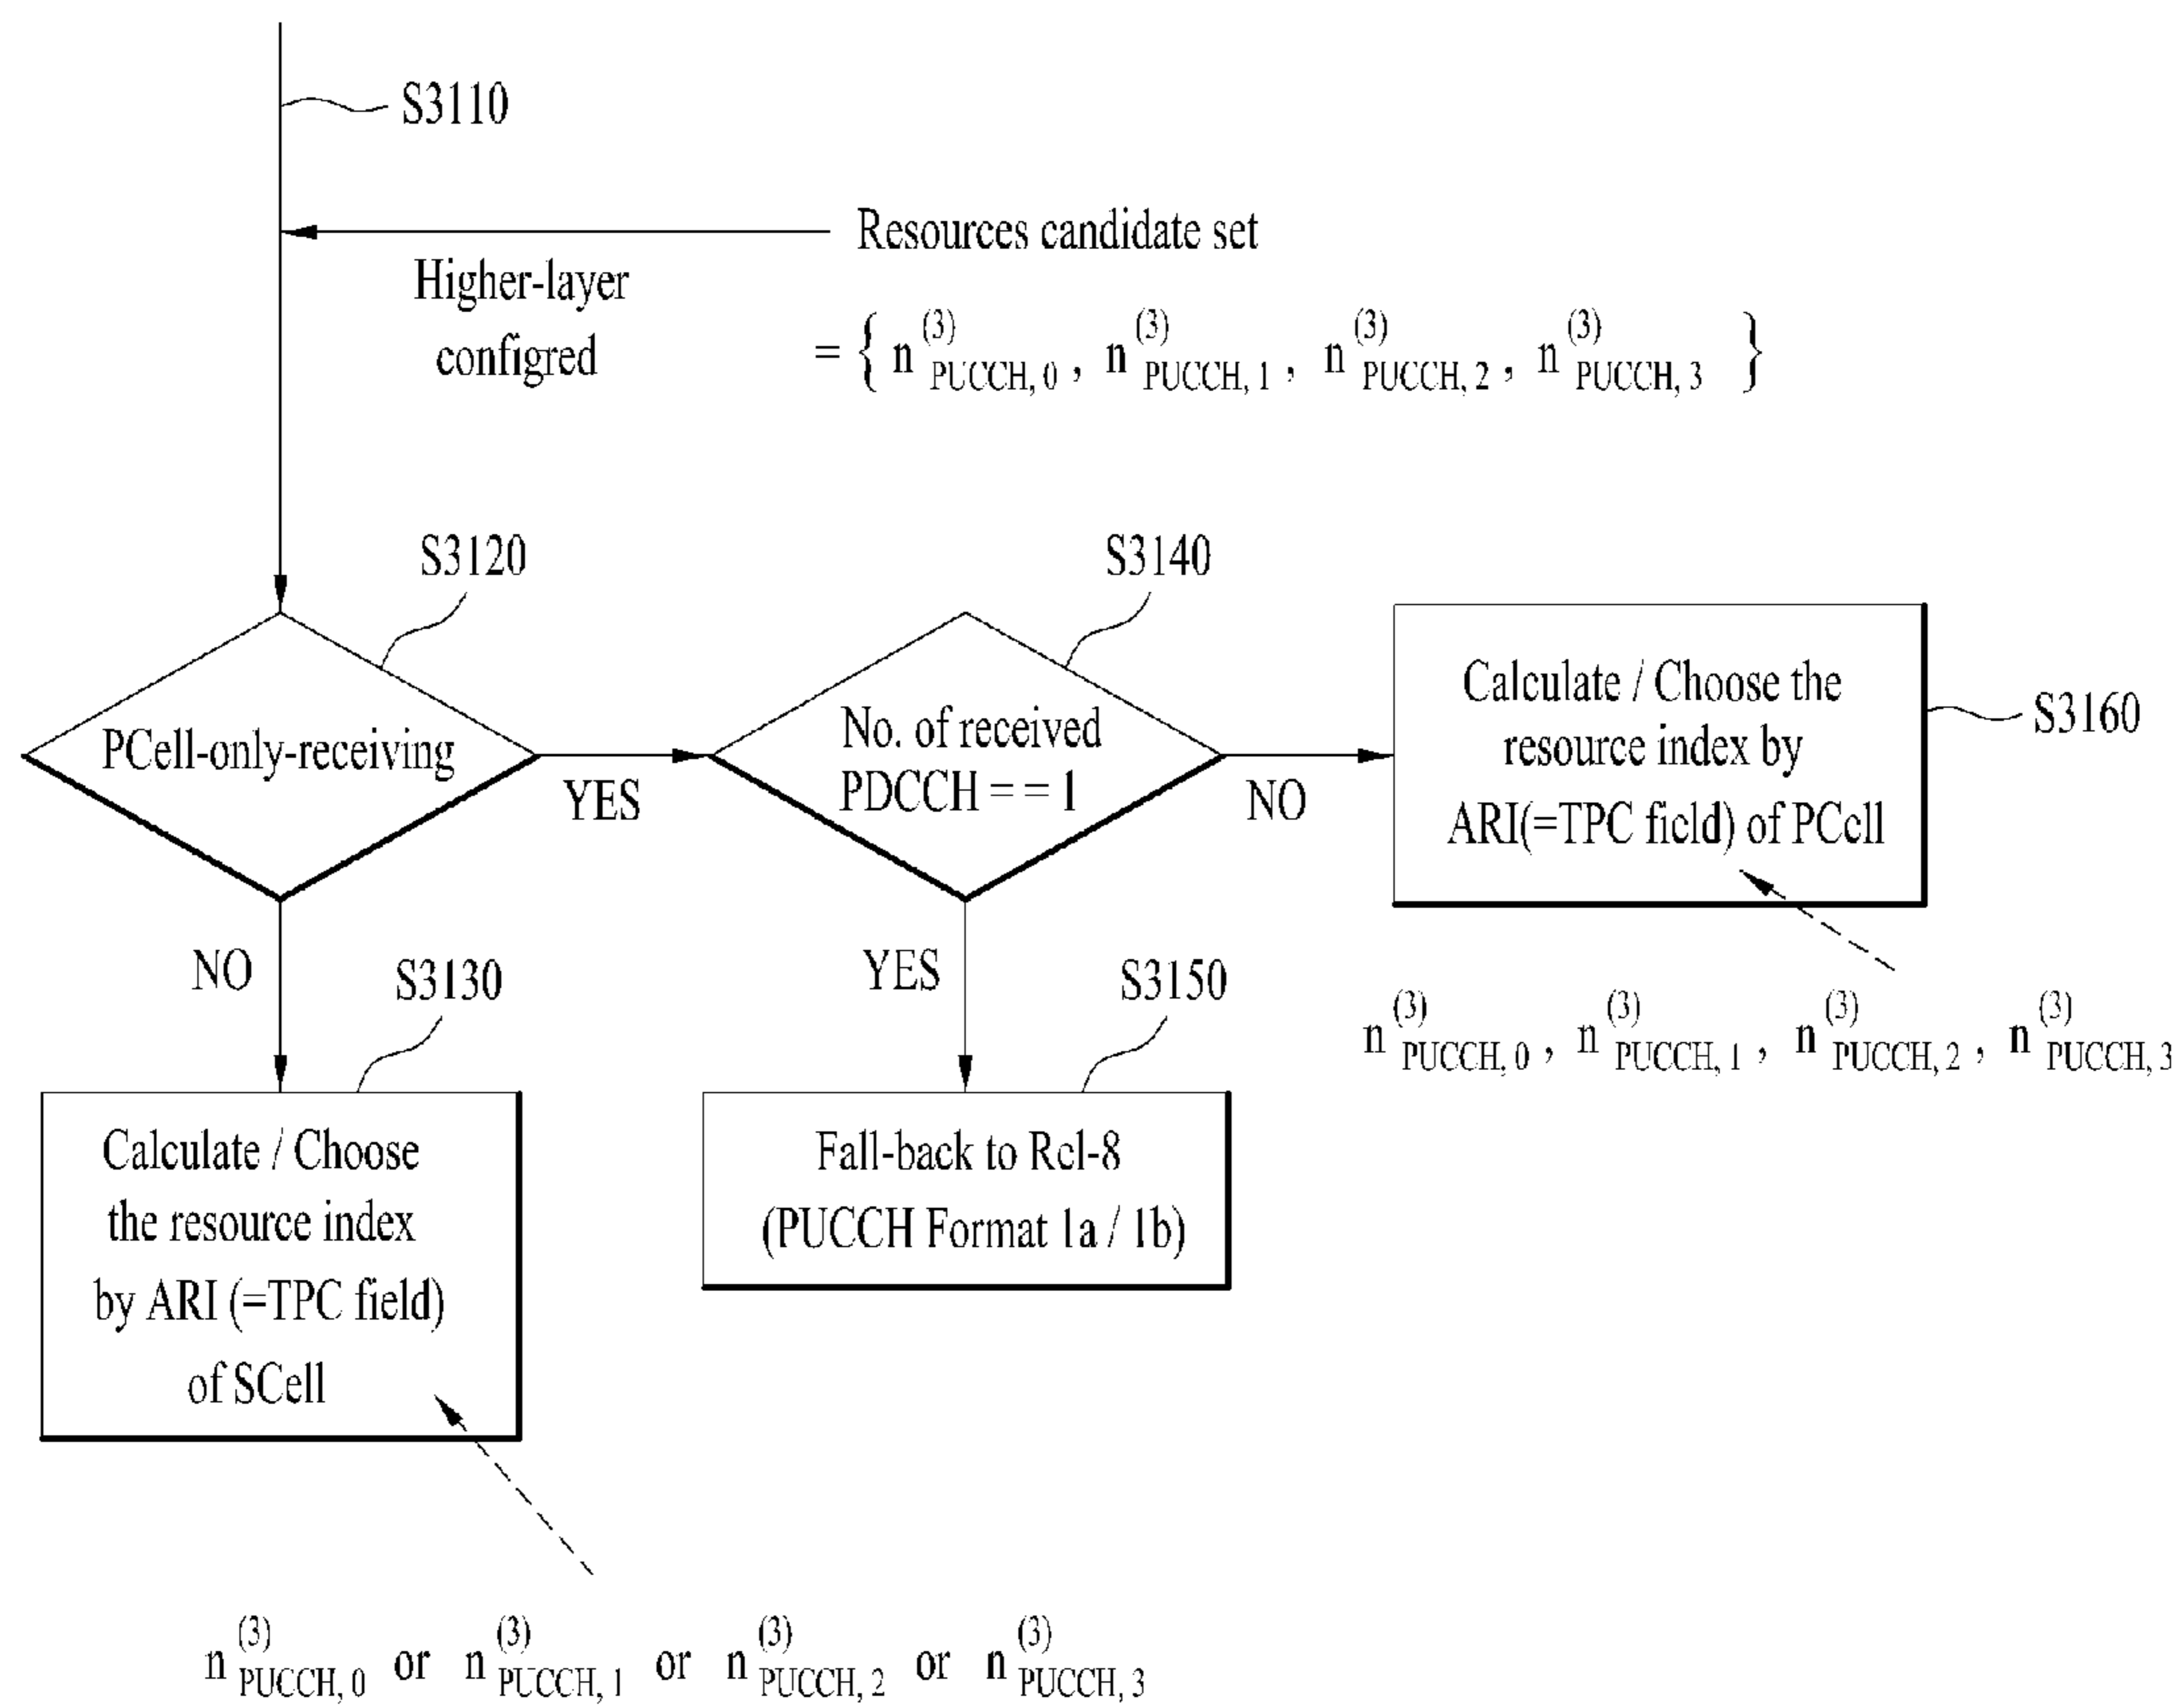 S3110
Resources candidate set
Higher-layer
configred
= { n(3)PUCCH, 0 , n(3)PUCCH, 1 , n(3)PUCCH, 2 , n(3)PUCCH, 3 }
S3120
S3140
PCell-only-receiving
YES
No. of received
PDCCH = = 1
NO
Calculate / Choose the
resource index by
ARI(=TPC field) of PCell
S3160
NO
S3130
YES
S3150
n(3)PUCCH, 0 , n(3)PUCCH, 1 , n(3)PUCCH, 2 , n(3)PUCCH, 3
Calculate / Choose
the resource index
by ARI (=TPC field)
of SCell
Fall-back to Rel-8
(PUCCH Format 1a / 1b)
n(3)PUCCH, 0 or n(3)PUCCH, 1 or n(3)PUCCH, 2 or n(3)PUCCH, 3